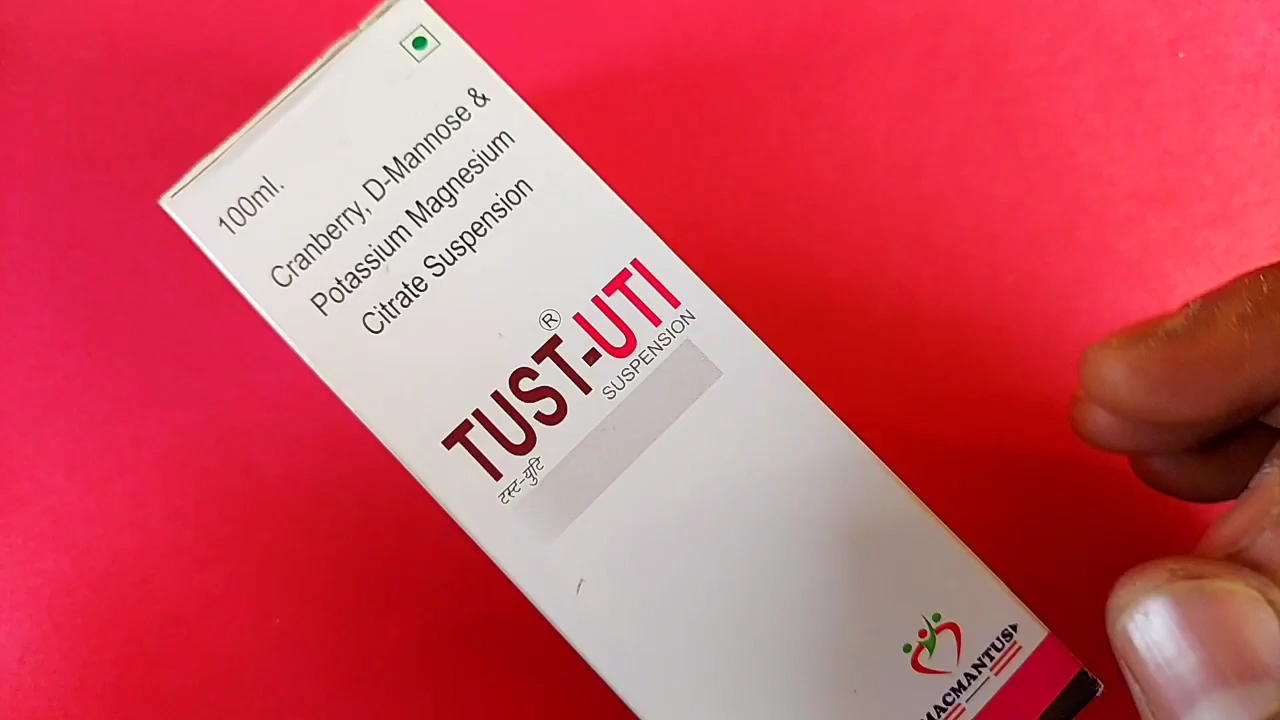 100ml.
Cranberry, D-Mannose &
Potassium Magnesium
Citrate Suspension
TUST-UTI®
SUSPENSION
टस्ट-युटि
MACMANTUS